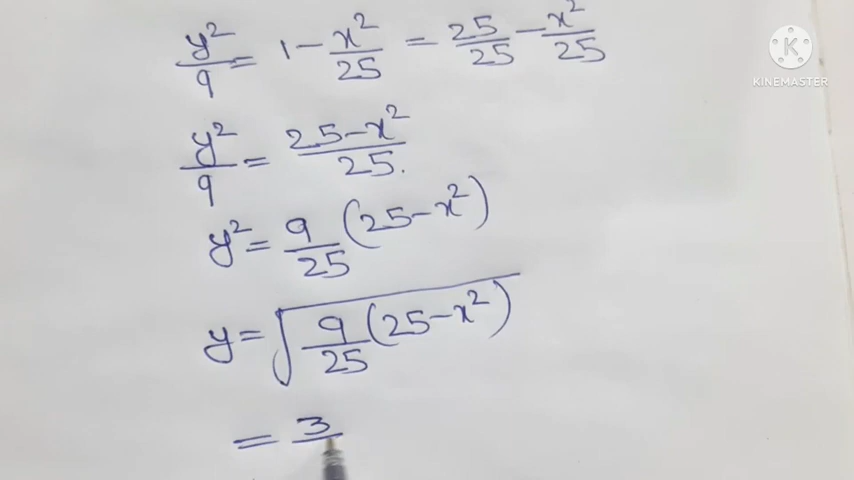 y²/9 = 1 - x²/25 = 25/25 - x²/25
KINEMASTER
y²/9 = 25-x²/25.
y² = 9/25 (25-x²)
y = √(9/25 (25-x²))
= 3